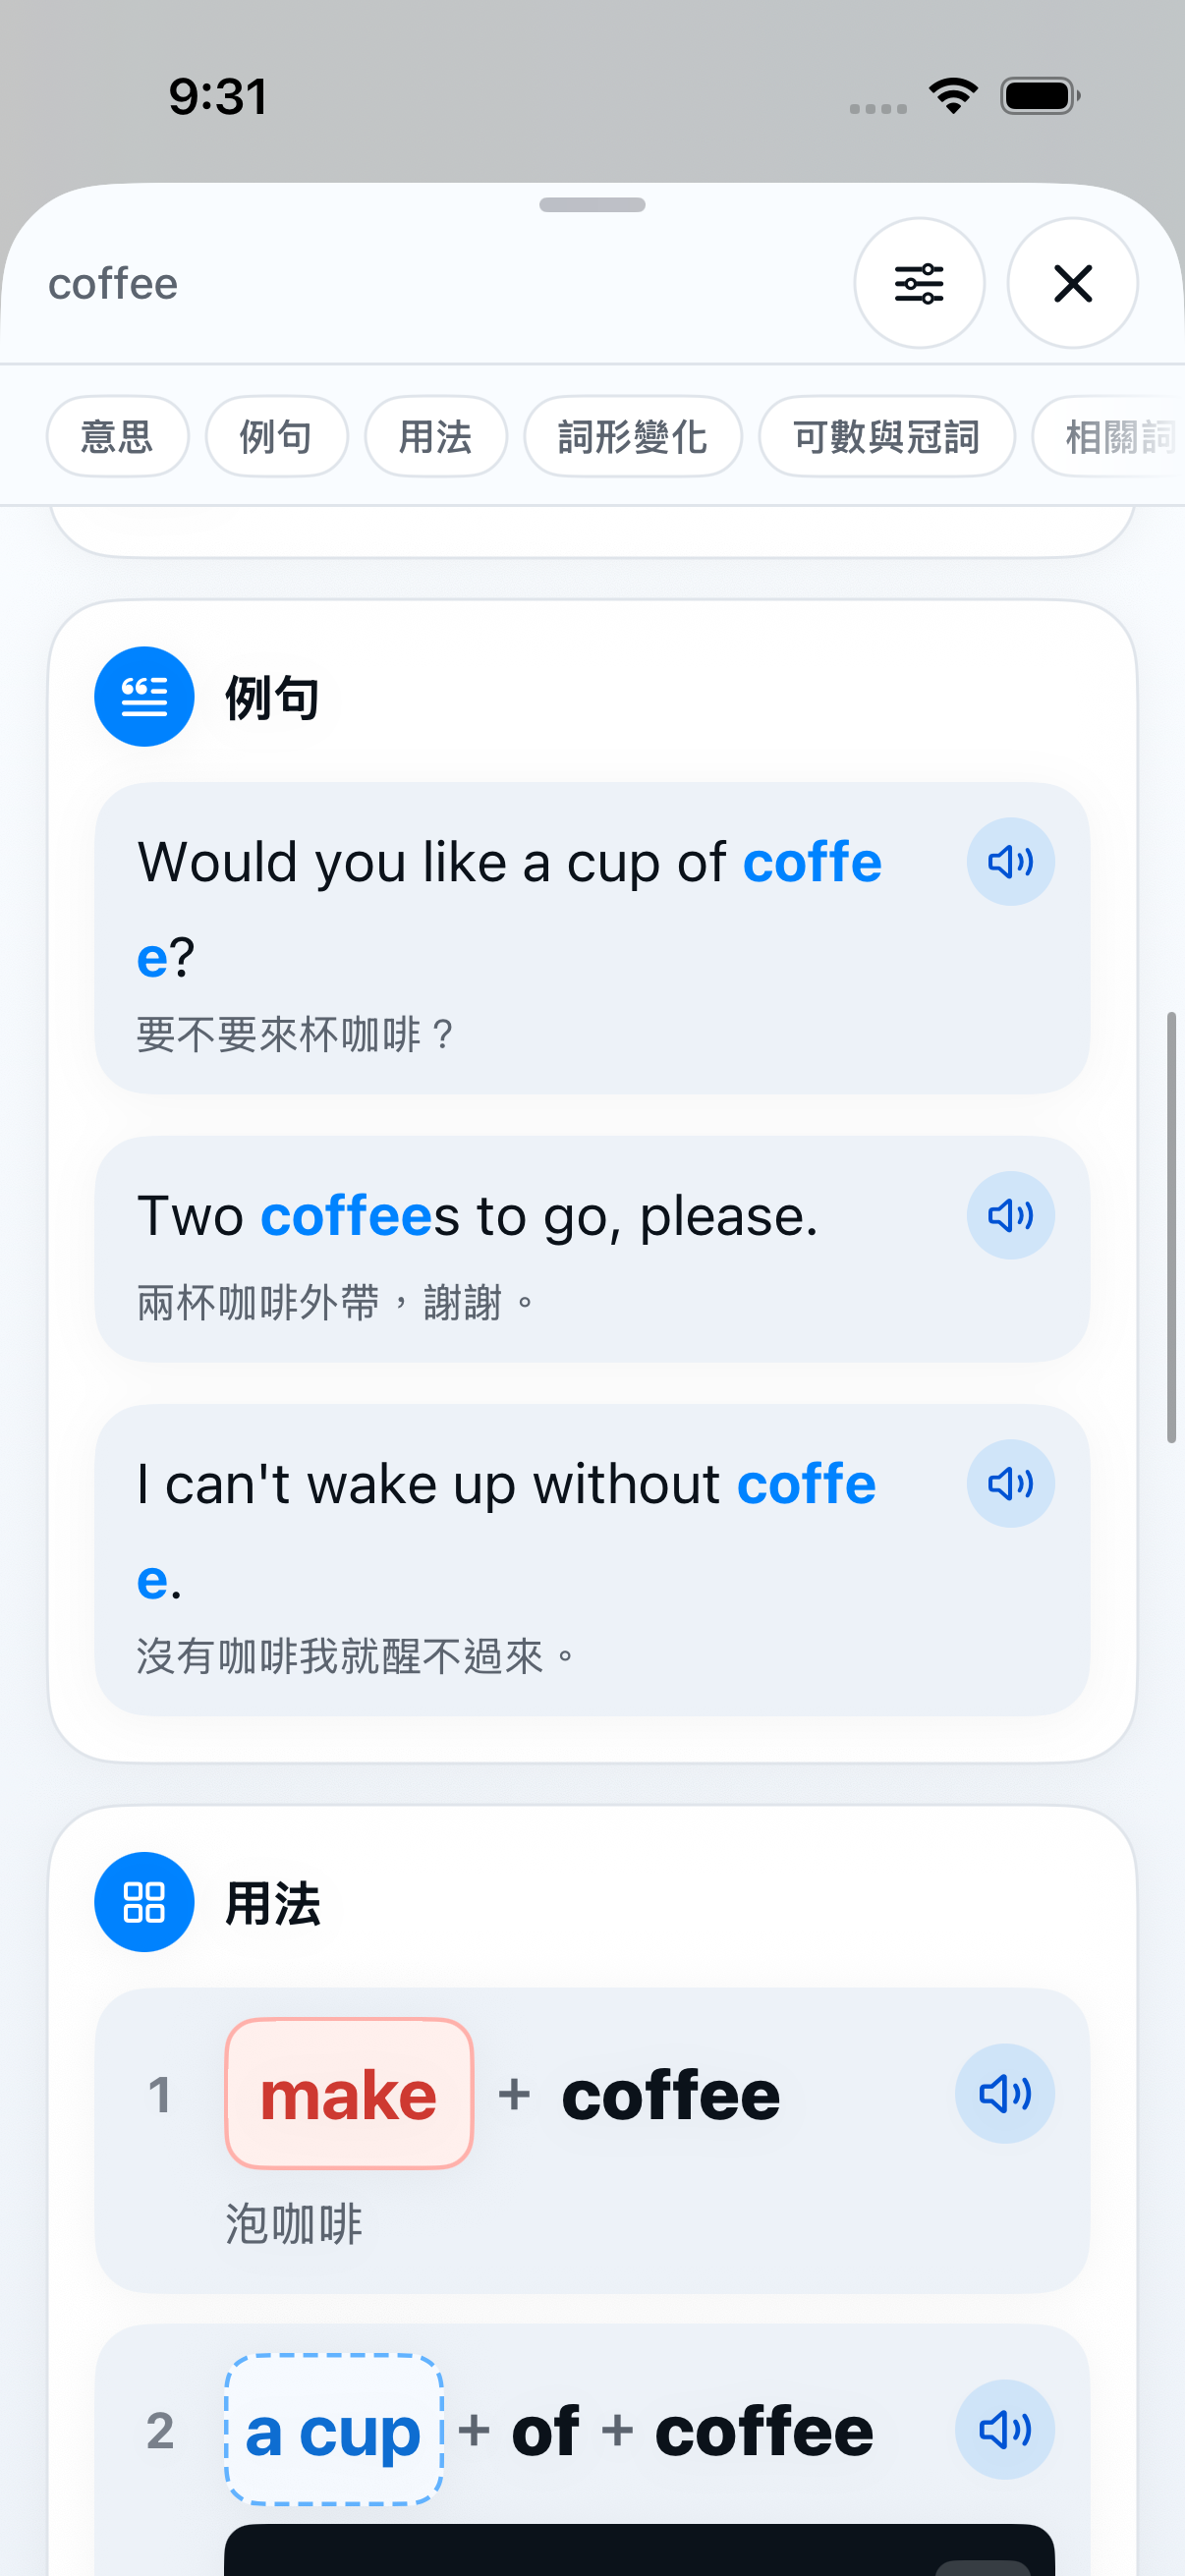 9:31
coffee
意思 例句 用法 詞形變化 可數與冠詞 相關詞
例句
Would you like a cup of coffe
e?
要不要來杯咖啡？
Two coffees to go, please.
兩杯咖啡外帶，謝謝。
I can't wake up without coffe
e.
沒有咖啡我就醒不過來。
用法
1 make + coffee
泡咖啡
2 a cup + of + coffee